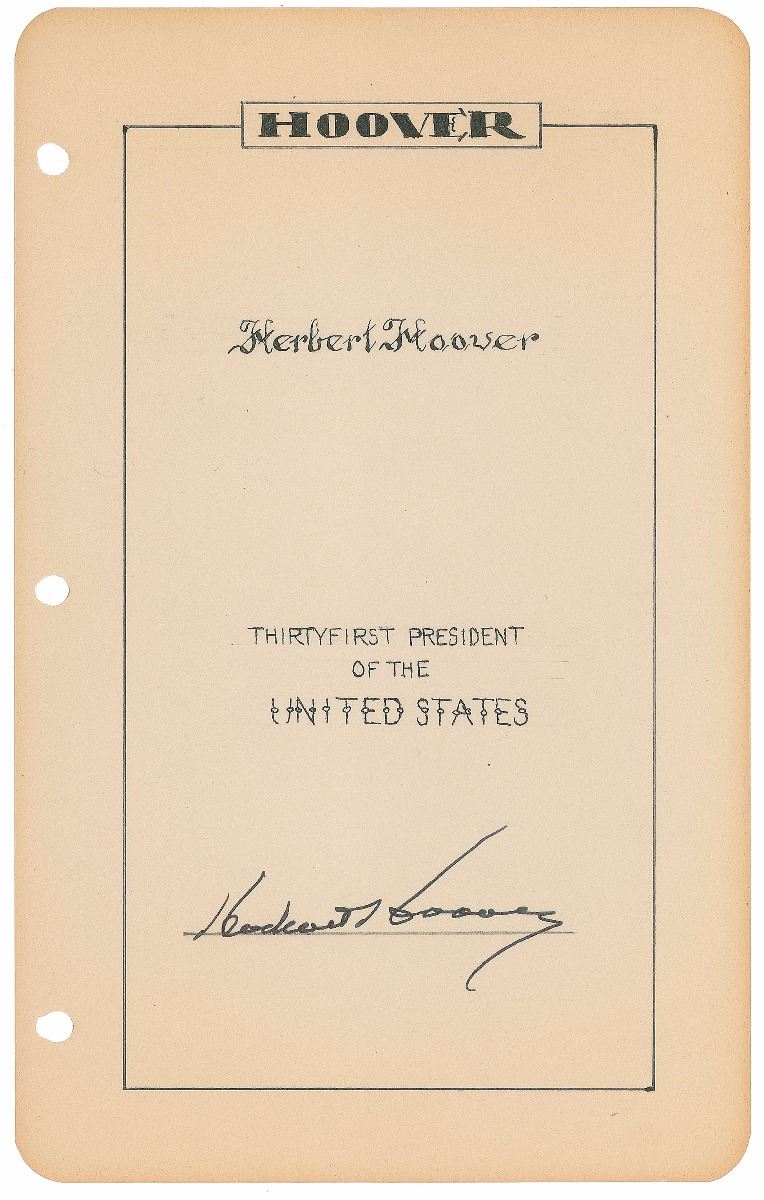 HOOVER
Herbert Hoover
THIRTYFIRST PRESIDENT
OF THE
UNITED STATES
Herbert Hoover